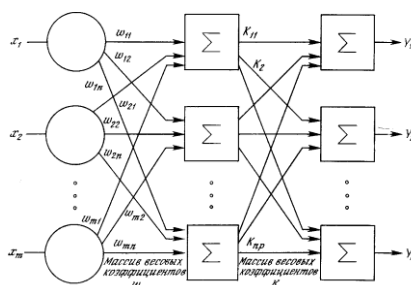 x₁
w₁₁
w₁₂
w₁ₙ
K₁₁
K₂
Σ
Σ
Y₁
x₂
w₂₁
w₂₂
w₂ₙ
Σ
Σ
xₘ
wₘ₁
wₘ₂
wₘₙ
Kₙₚ
Σ
Σ
Массив весовых
коэффициентов
Массив весовых
коэффициентов